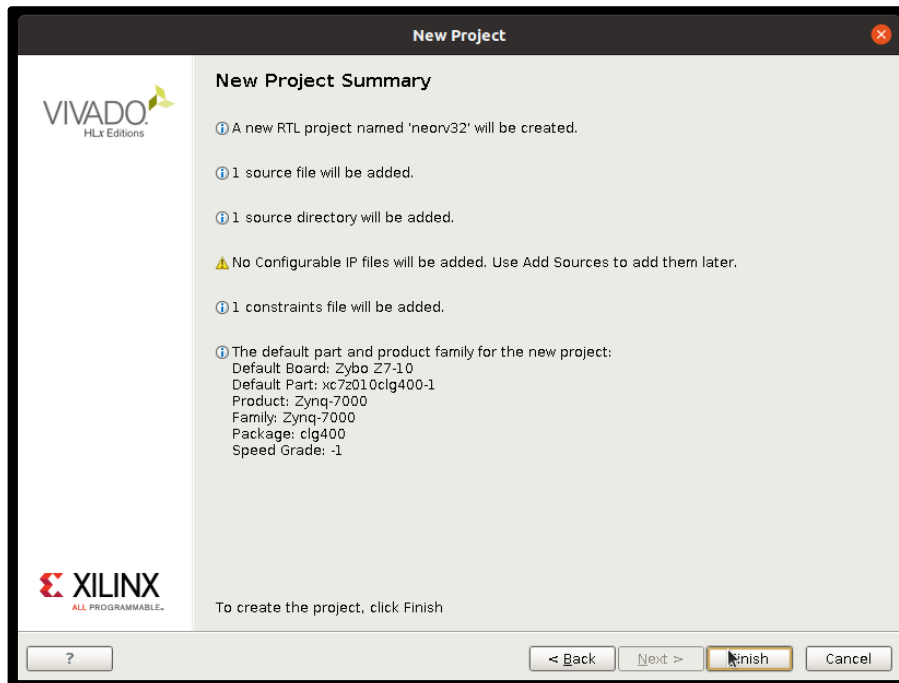 New Project
VIVADO
HLx Editions
New Project Summary
A new RTL project named 'neorv32' will be created.
1 source file will be added.
1 source directory will be added.
No Configurable IP files will be added. Use Add Sources to add them later.
1 constraints file will be added.
The default part and product family for the new project:
Default Board: Zybo Z7-10
Default Part: xc7z010clg400-1
Product: Zynq-7000
Family: Zynq-7000
Package: clg400
Speed Grade: -1
XILINX
ALL PROGRAMMABLE™
To create the project, click Finish
? < Back Next > Finish Cancel